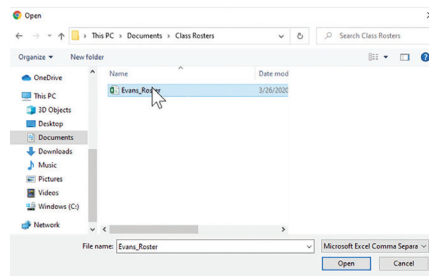 Open
This PC > Documents > Class Rosters
Search Class Rosters
Organize
New folder
Name
Date mod
OneDrive
This PC
3D Objects
Desktop
Documents
Downloads
Music
Pictures
Videos
Windows (C:)
Network
Evans_Roster
3/26/2020
File name:
Evans_Roster
Microsoft Excel Comma Separa
Open
Cancel